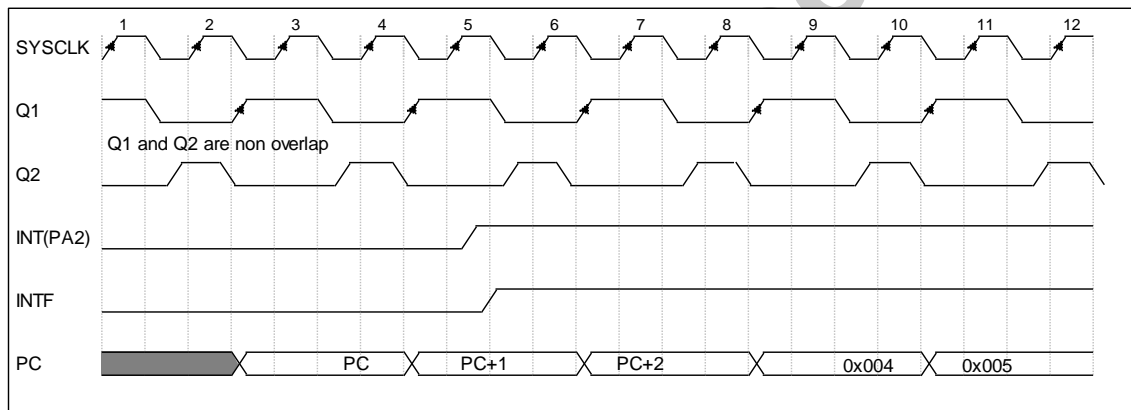 1 2 3 4 5 6 7 8 9 10 11 12
SYSCLK
Q1
Q1 and Q2 are non overlap
Q2
INT(PA2)
INTF
PC PC PC+1 PC+2 0x004 0x005